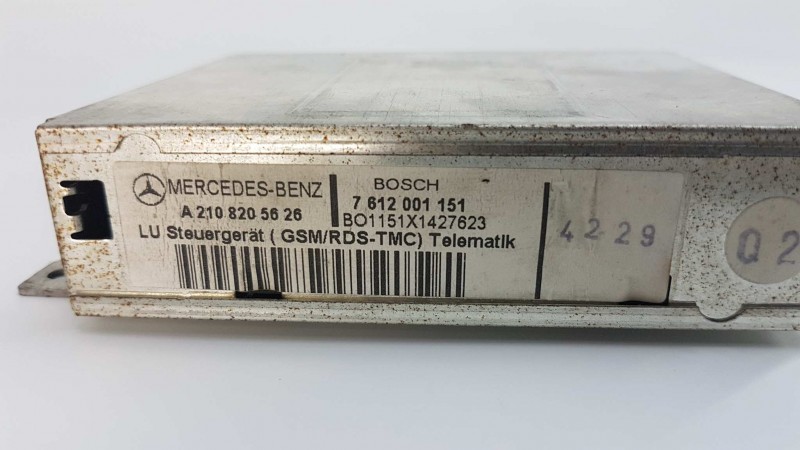 MERCEDES-BENZ
A 210 820 56 26
BOSCH
7 612 001 151
BO1151X1427623
LU Steuergerät ( GSM/RDS-TMC) Telematik
4229
Q2